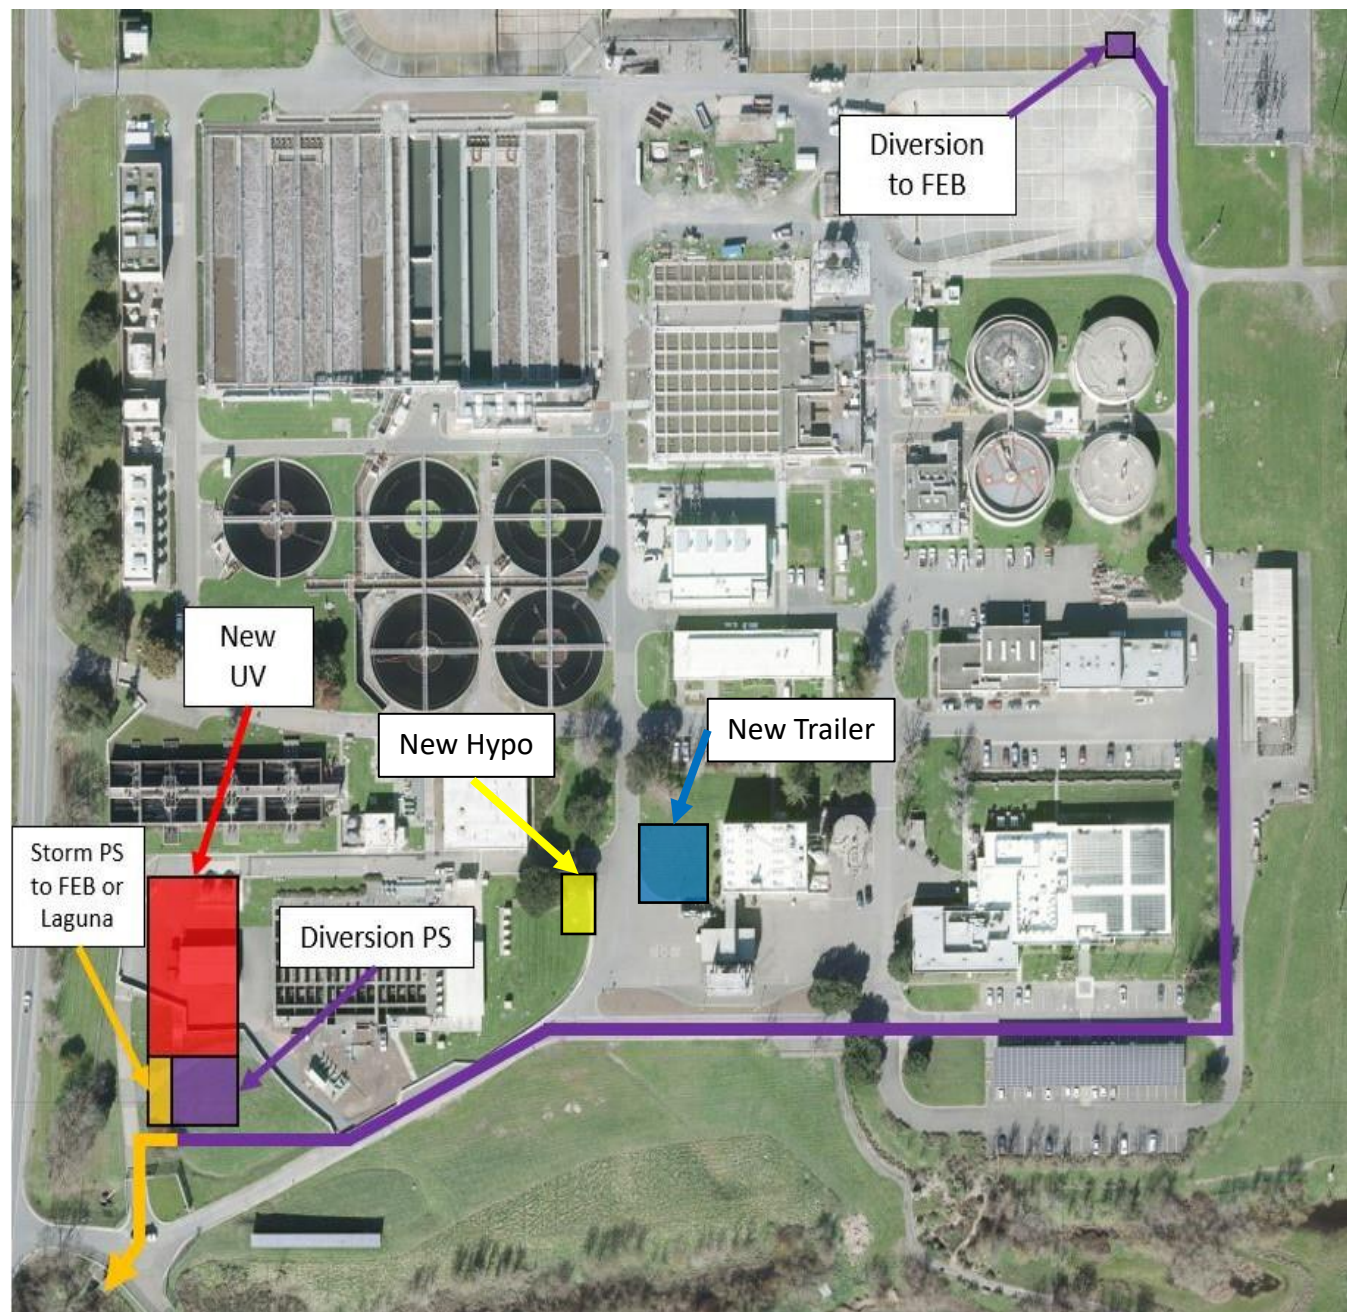 Diversion
to FEB
New
UV
New Hypo
New Trailer
Storm PS
to FEB or
Laguna
Diversion PS